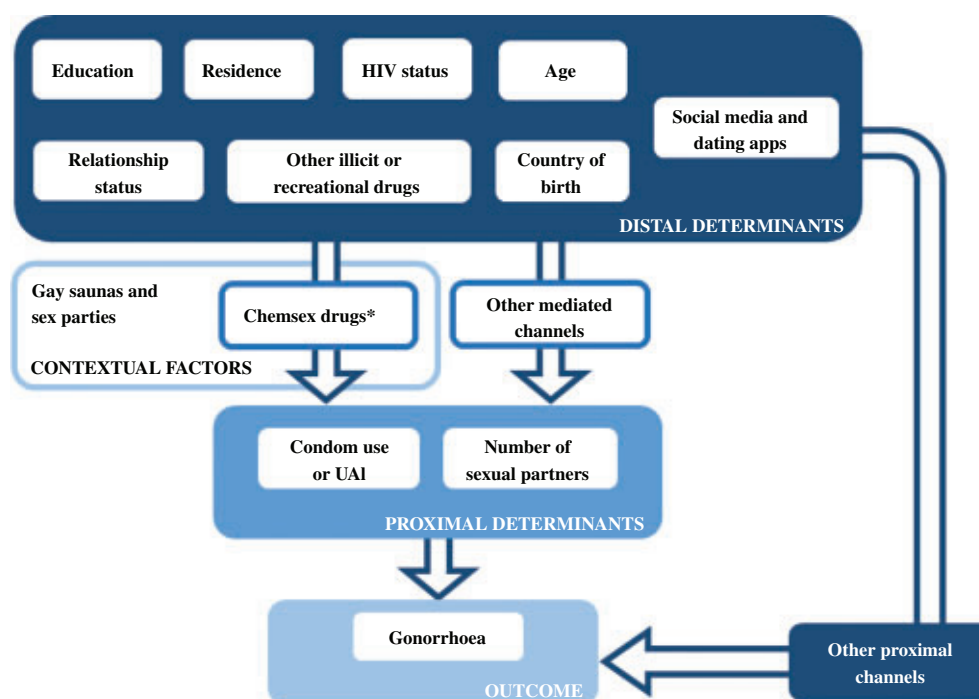 Education
Residence
HIV status
Age
Social media and
dating apps
Relationship
status
Other illicit or
recreational drugs
Country of
birth
DISTAL DETERMINANTS
Gay saunas and
sex parties
Chemsex drugs*
Other mediated
channels
CONTEXTUAL FACTORS
Condom use
or UAI
Number of
sexual partners
PROXIMAL DETERMINANTS
Gonorrhoea
OUTCOME
Other proximal
channels